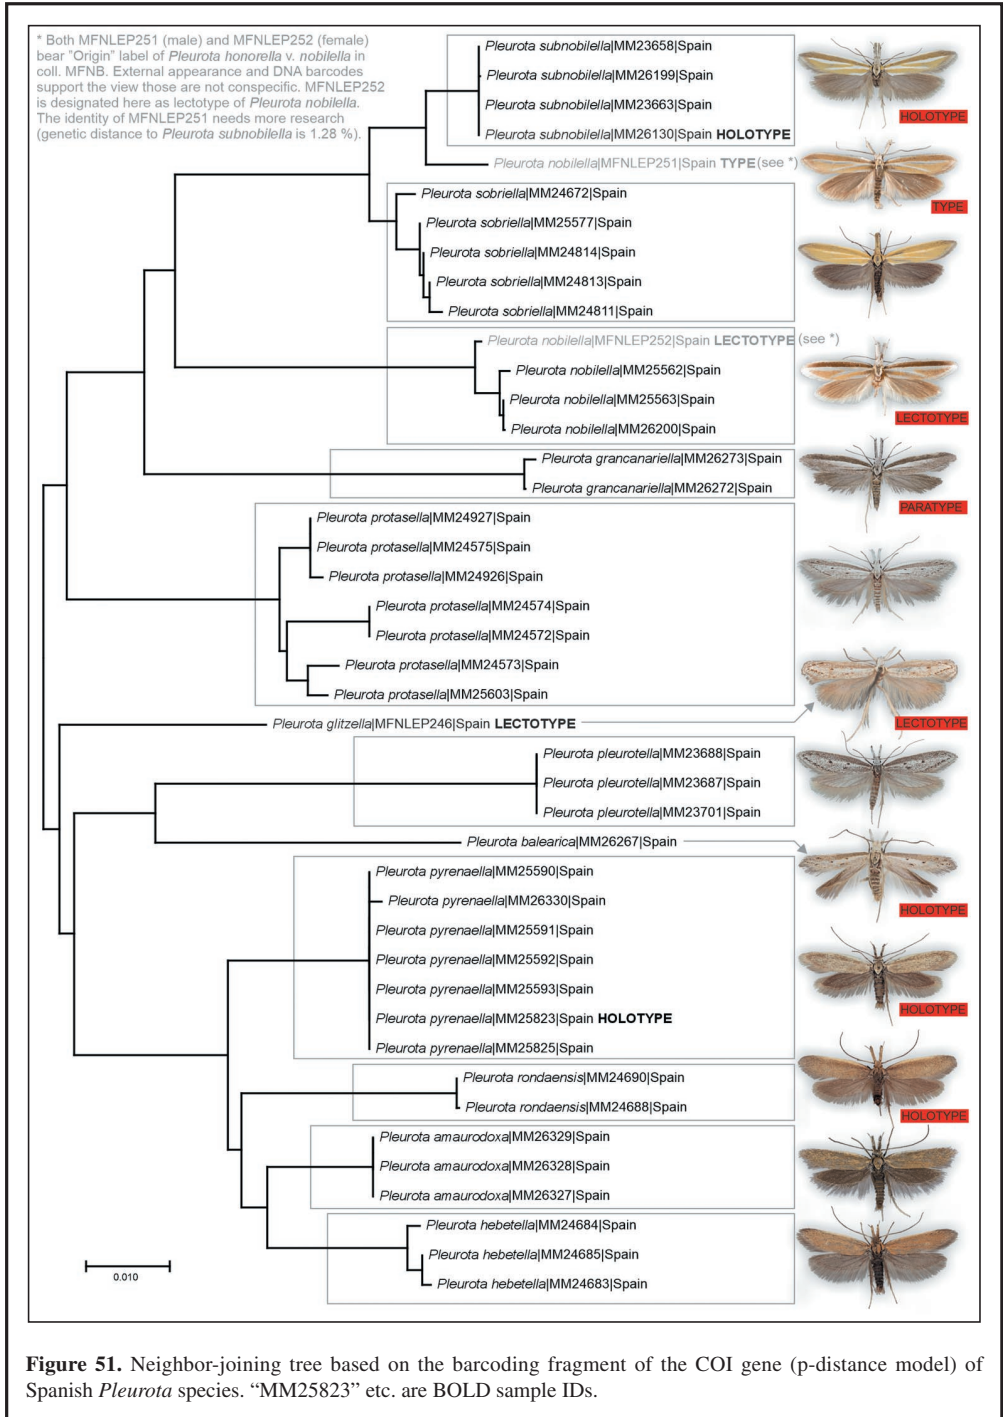 * Both MFNLEP251 (male) and MFNLEP252 (female)
bear "Origin" label of Pleurota honorella v. nobilella in
coll. MFNB. External appearance and DNA barcodes
support the view those are not conspecific. MFNLEP252
is designated here as lectotype of Pleurota nobilella.
The identity of MFNLEP251 needs more research
(genetic distance to Pleurota subnobilella is 1.28 %).
Pleurota subnobilella|MM23658|Spain
Pleurota subnobilella|MM26199|Spain
Pleurota subnobilella|MM23663|Spain
Pleurota subnobilella|MM26130|Spain HOLOTYPE
HOLOTYPE
Pleurota nobilella|MFNLEP251|Spain TYPE (see *)
TYPE
Pleurota sobriella|MM24672|Spain
Pleurota sobriella|MM25577|Spain
Pleurota sobriella|MM24814|Spain
Pleurota sobriella|MM24813|Spain
Pleurota sobriella|MM24811|Spain
Pleurota nobilella|MFNLEP252|Spain LECTOTYPE (see *)
Pleurota nobilella|MM25562|Spain
Pleurota nobilella|MM25563|Spain
Pleurota nobilella|MM26200|Spain
LECTOTYPE
Pleurota grancanariella|MM26273|Spain
Pleurota grancanariella|MM26272|Spain
PARATYPE
Pleurota protasella|MM24927|Spain
Pleurota protasella|MM24575|Spain
Pleurota protasella|MM24926|Spain
Pleurota protasella|MM24574|Spain
Pleurota protasella|MM24572|Spain
Pleurota protasella|MM24573|Spain
Pleurota protasella|MM25603|Spain
Pleurota glitzella|MFNLEP246|Spain LECTOTYPE
LECTOTYPE
Pleurota pleurotella|MM23688|Spain
Pleurota pleurotella|MM23687|Spain
Pleurota pleurotella|MM23701|Spain
Pleurota balearica|MM26267|Spain
HOLOTYPE
Pleurota pyrenaella|MM25590|Spain
Pleurota pyrenaella|MM26330|Spain
Pleurota pyrenaella|MM25591|Spain
Pleurota pyrenaella|MM25592|Spain
Pleurota pyrenaella|MM25593|Spain
Pleurota pyrenaella|MM25823|Spain HOLOTYPE
Pleurota pyrenaella|MM25825|Spain
HOLOTYPE
Pleurota rondaensis|MM24690|Spain
Pleurota rondaensis|MM24688|Spain
HOLOTYPE
Pleurota amaurodoxa|MM26329|Spain
Pleurota amaurodoxa|MM26328|Spain
Pleurota amaurodoxa|MM26327|Spain
Pleurota hebetella|MM24684|Spain
Pleurota hebetella|MM24685|Spain
Pleurota hebetella|MM24683|Spain
0.010
Figure 51. Neighbor-joining tree based on the barcoding fragment of the COI gene (p-distance model) of
Spanish Pleurota species. “MM25823” etc. are BOLD sample IDs.